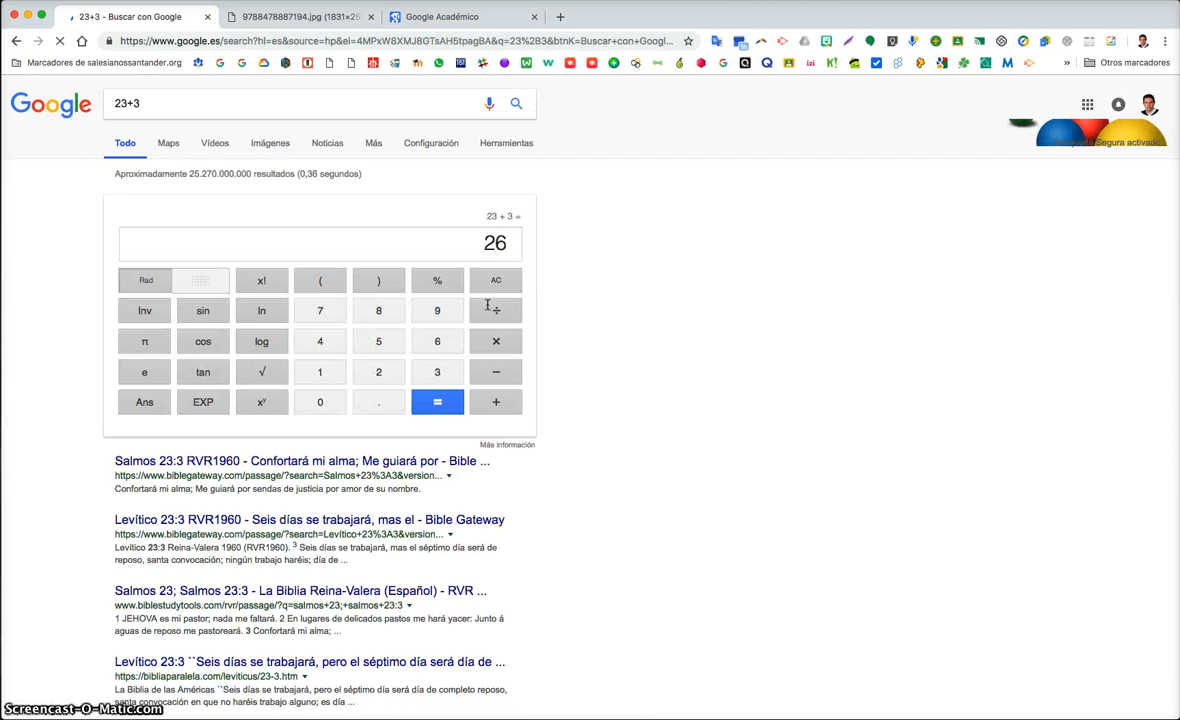 23+3 - Buscar con Google
9788478887194.jpg (1831×25
Google Académico
https://www.google.es/search?hl=es&source=hp&ei=4MPxW8XMJ8GTsAH5tpagBA&q=23%2B3&btnK=Buscar+con+Googl...
Marcadores de salesianossantander.org
izi
K!
»
Otros marcadores
Google
23+3
Todo
Maps
Vídeos
Imágenes
Noticias
Más
Configuración
Herramientas
Segura activado
Aproximadamente 25.270.000.000 resultados (0,36 segundos)
23 + 3 =
26
Rad x! ( ) % AC
Inv sin ln 7 8 9 ÷
π cos log 4 5 6 ×
e tan √ 1 2 3 −
Ans EXP xʸ 0 . = +
Más información
Salmos 23:3 RVR1960 - Confortará mi alma; Me guiará por - Bible ...
https://www.biblegateway.com/passage/?search=Salmos+23%3A3&version...
Confortará mi alma; Me guiará por sendas de justicia por amor de su nombre.
Levítico 23:3 RVR1960 - Seis días se trabajará, mas el - Bible Gateway
https://www.biblegateway.com/passage/?search=Levítico+23%3A3&version...
Levítico 23:3 Reina-Valera 1960 (RVR1960). ³ Seis días se trabajará, mas el séptimo día será de
reposo, santa convocación; ningún trabajo haréis; día de ...
Salmos 23; Salmos 23:3 - La Biblia Reina-Valera (Español) - RVR ...
www.biblestudytools.com/rvr/passage/?q=salmos+23;+salmos+23:3
1 JEHOVA es mi pastor; nada me faltará. 2 En lugares de delicados pastos me hará yacer: Junto á
aguas de reposo me pastoreará. 3 Confortará mi alma; ...
Levítico 23:3 ``Seis días se trabajará, pero el séptimo día será día de ...
https://bibliaparalela.com/leviticus/23-3.htm
La Biblia de las Américas ``Seis días se trabajará, pero el séptimo día será día de completo reposo,
santa convocación en que no haréis trabajo alguno; es día ...
Screencast-O-Matic.com